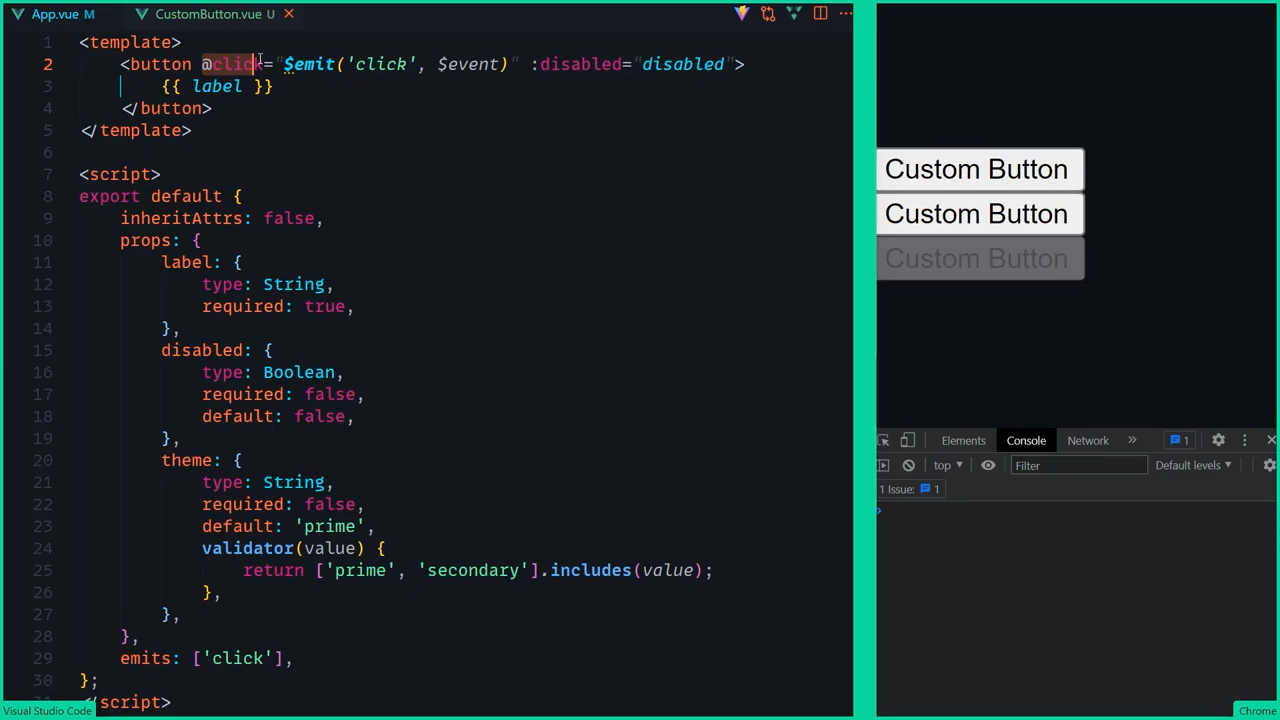 App.vue M
CustomButton.vue U
1 <template>
2 <button @click="$emit('click', $event)" :disabled="disabled">
3 {{ label }}
4 </button>
5 </template>
6
7 <script>
8 export default {
9 inheritAttrs: false,
10 props: {
11 label: {
12 type: String,
13 required: true,
14 },
15 disabled: {
16 type: Boolean,
17 required: false,
18 default: false,
19 },
20 theme: {
21 type: String,
22 required: false,
23 default: 'prime',
24 validator(value) {
25 return ['prime', 'secondary'].includes(value);
26 },
27 },
28 },
29 emits: ['click'],
30 };
</script>
Visual Studio Code
Custom Button
Custom Button
Custom Button
Elements Console Network 1
top Filter Default levels
1 Issue: 1
Chrome